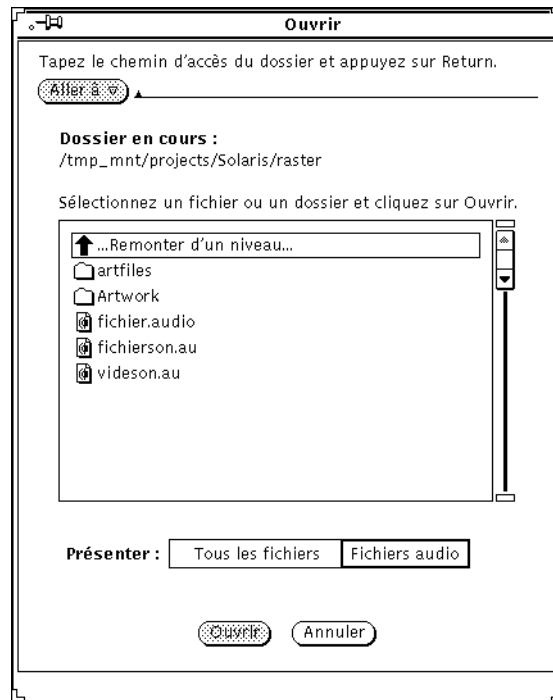 Ouvrir
Tapez le chemin d'accès du dossier et appuyez sur Return.
Aller à
Dossier en cours :
/tmp_mnt/projects/Solaris/raster
Sélectionnez un fichier ou un dossier et cliquez sur Ouvrir.
...Remonter d'un niveau...
artfiles
Artwork
fichier.audio
fichierson.au
videson.au
Présenter : Tous les fichiers Fichiers audio
Ouvrir Annuler